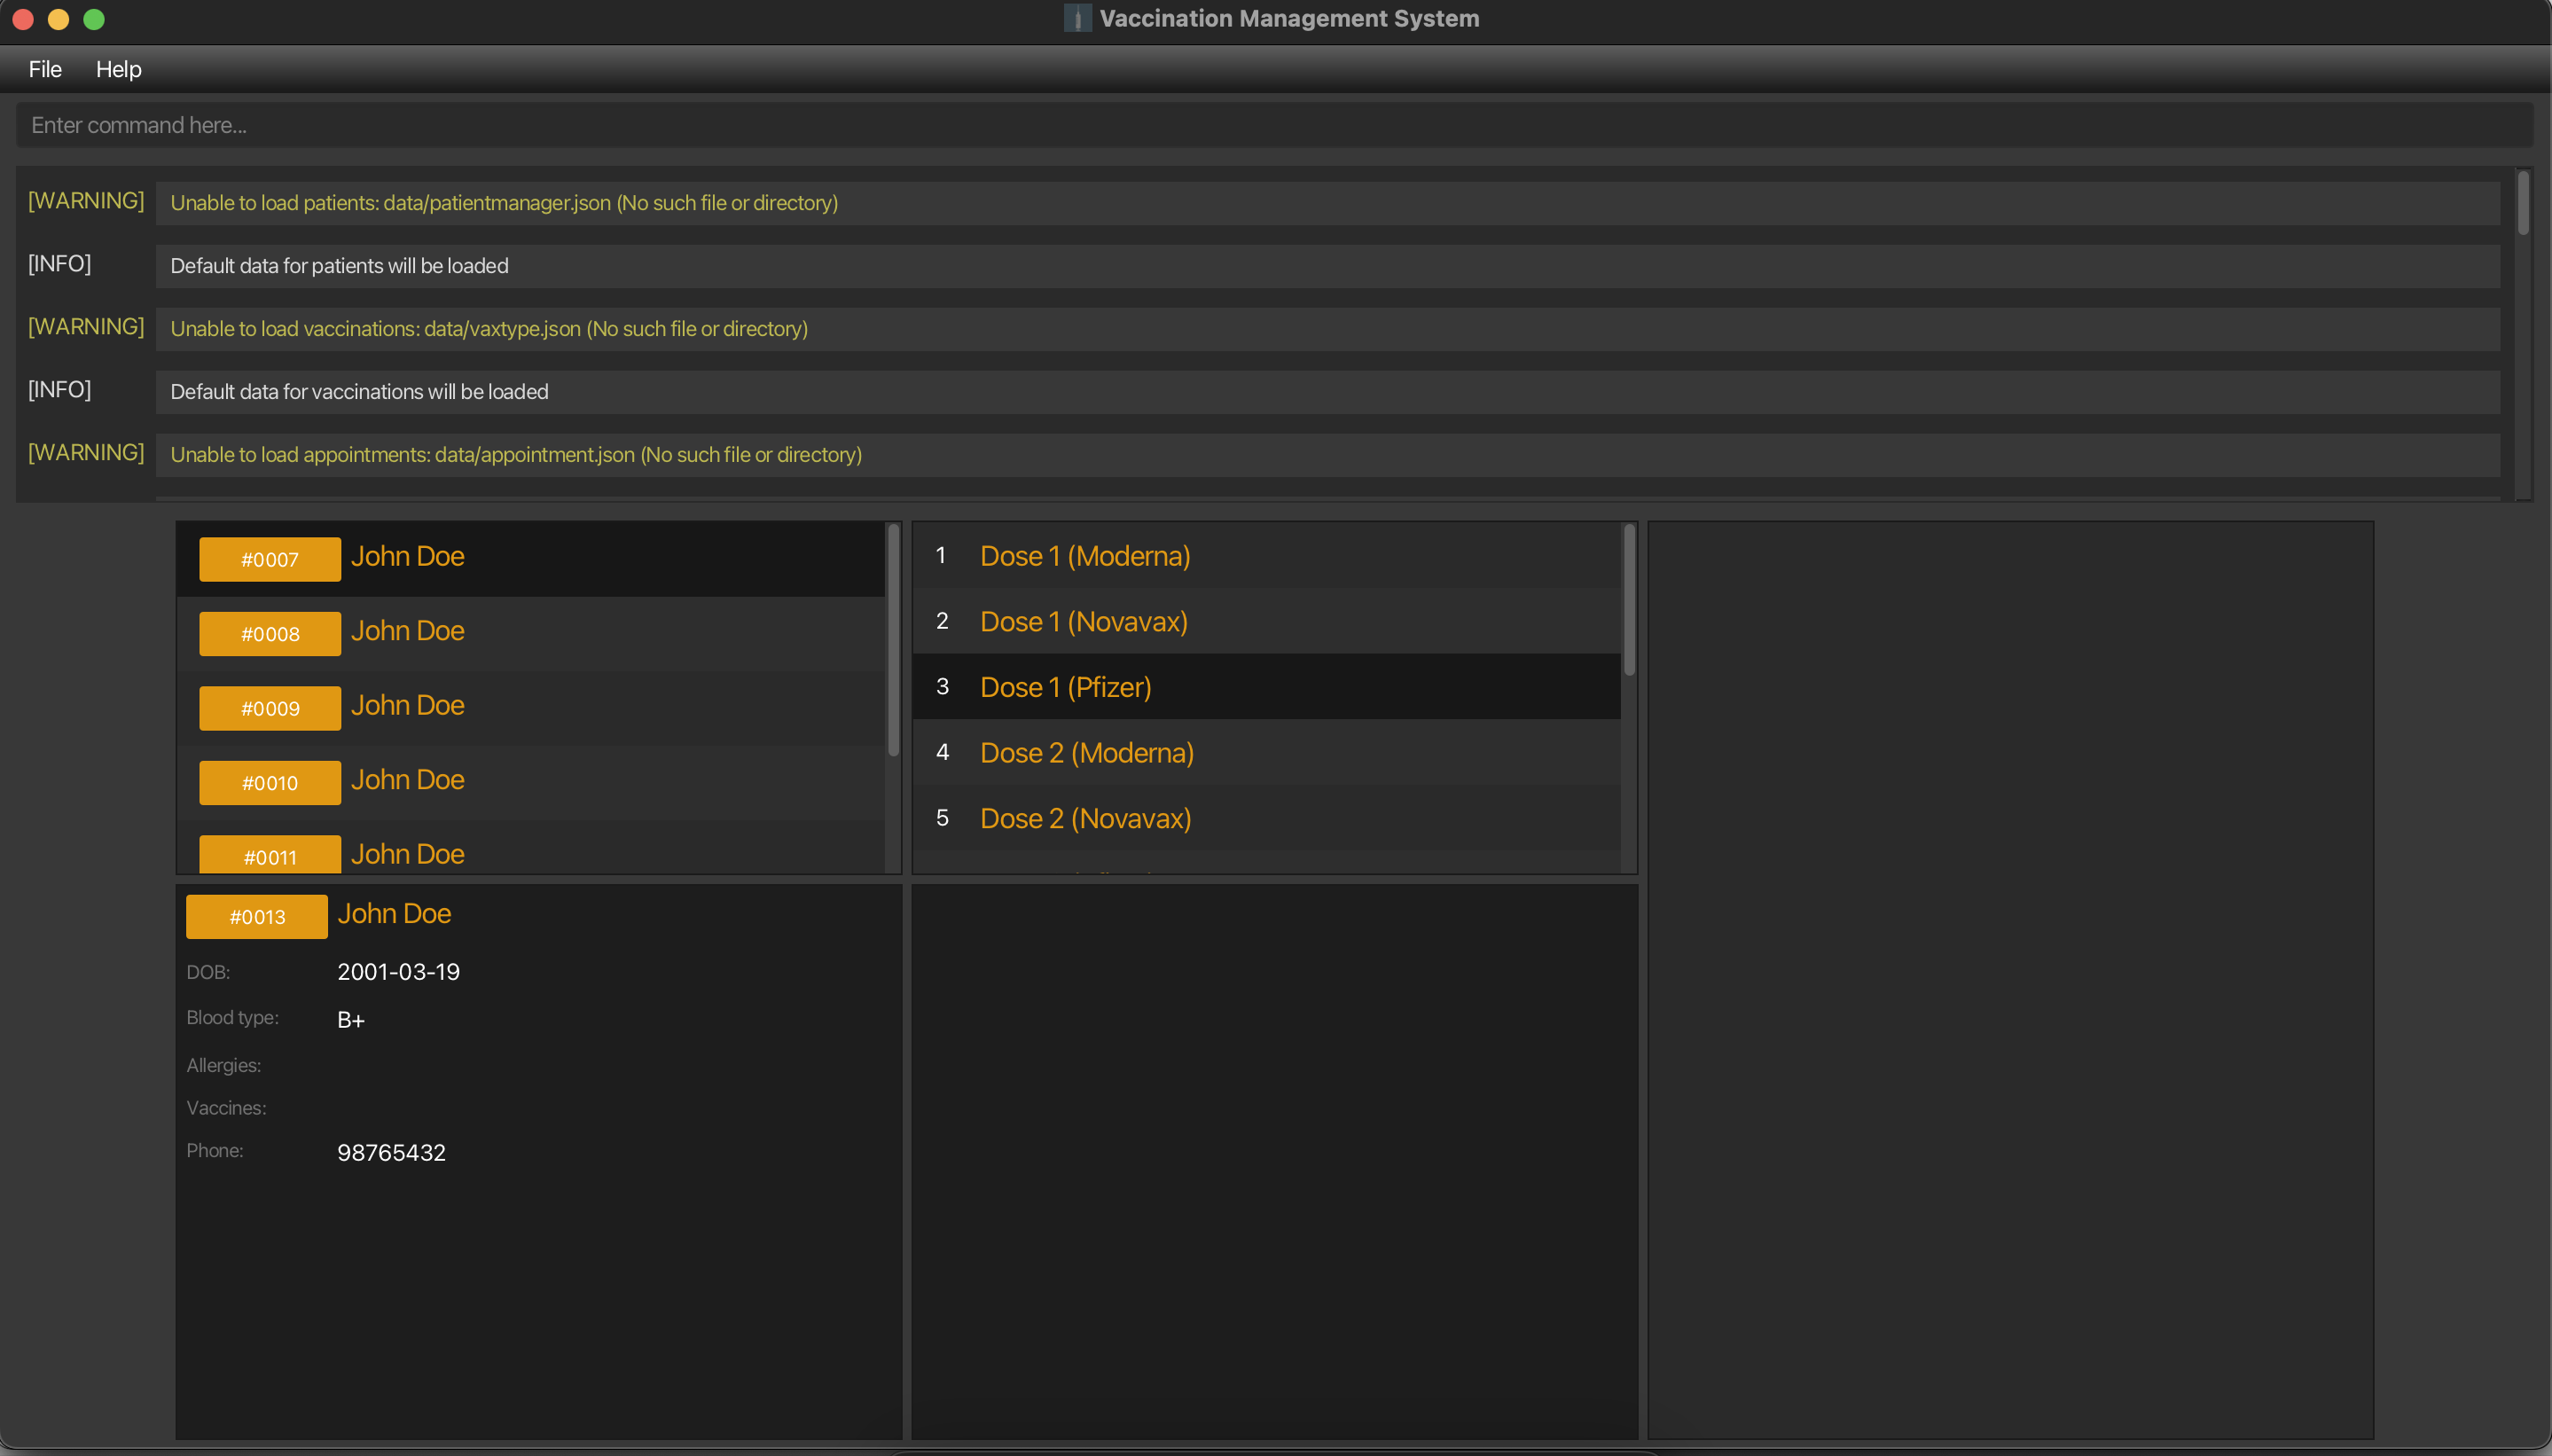 Vaccination Management System
File Help
Enter command here...
[WARNING] Unable to load patients: data/patientmanager.json (No such file or directory)
[INFO] Default data for patients will be loaded
[WARNING] Unable to load vaccinations: data/vaxtype.json (No such file or directory)
[INFO] Default data for vaccinations will be loaded
[WARNING] Unable to load appointments: data/appointment.json (No such file or directory)
#0007 John Doe
#0008 John Doe
#0009 John Doe
#0010 John Doe
#0011 John Doe
1 Dose 1 (Moderna)
2 Dose 1 (Novavax)
3 Dose 1 (Pfizer)
4 Dose 2 (Moderna)
5 Dose 2 (Novavax)
#0013 John Doe
DOB: 2001-03-19
Blood type: B+
Allergies:
Vaccines:
Phone: 98765432